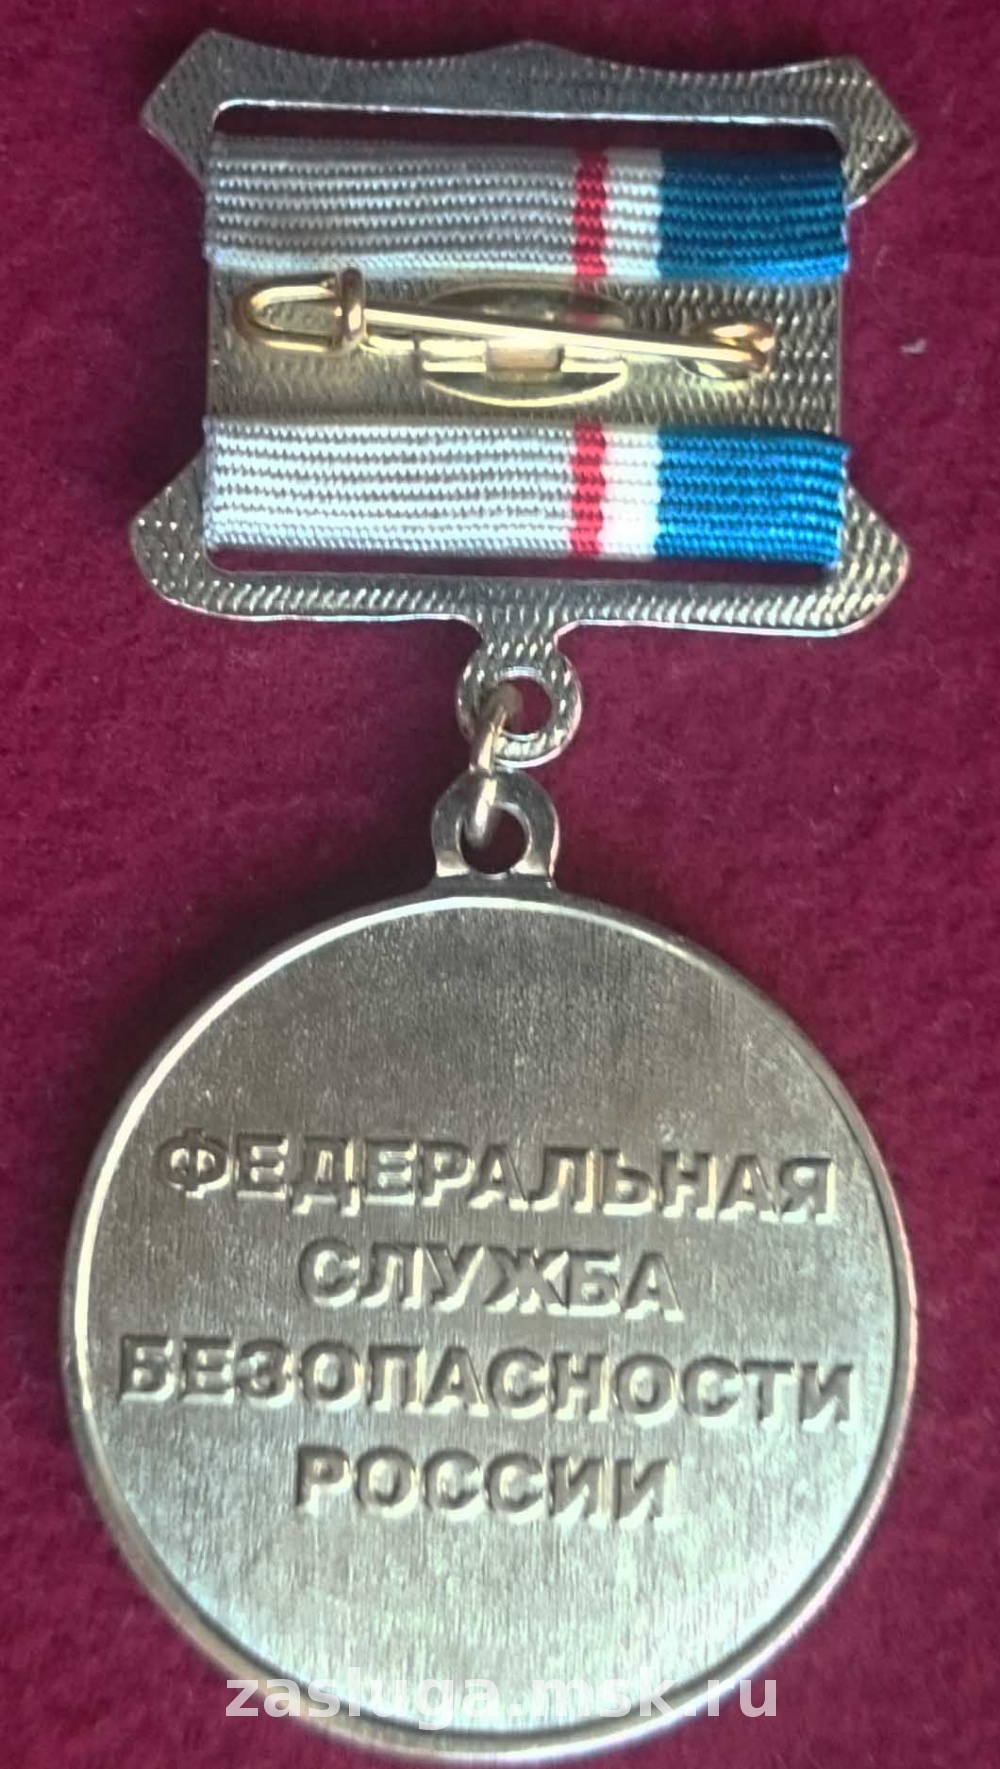 ФЕДЕРАЛЬНАЯ
СЛУЖБА
БЕЗОПАСНОСТИ
РОССИИ
zasluga.msk.ru